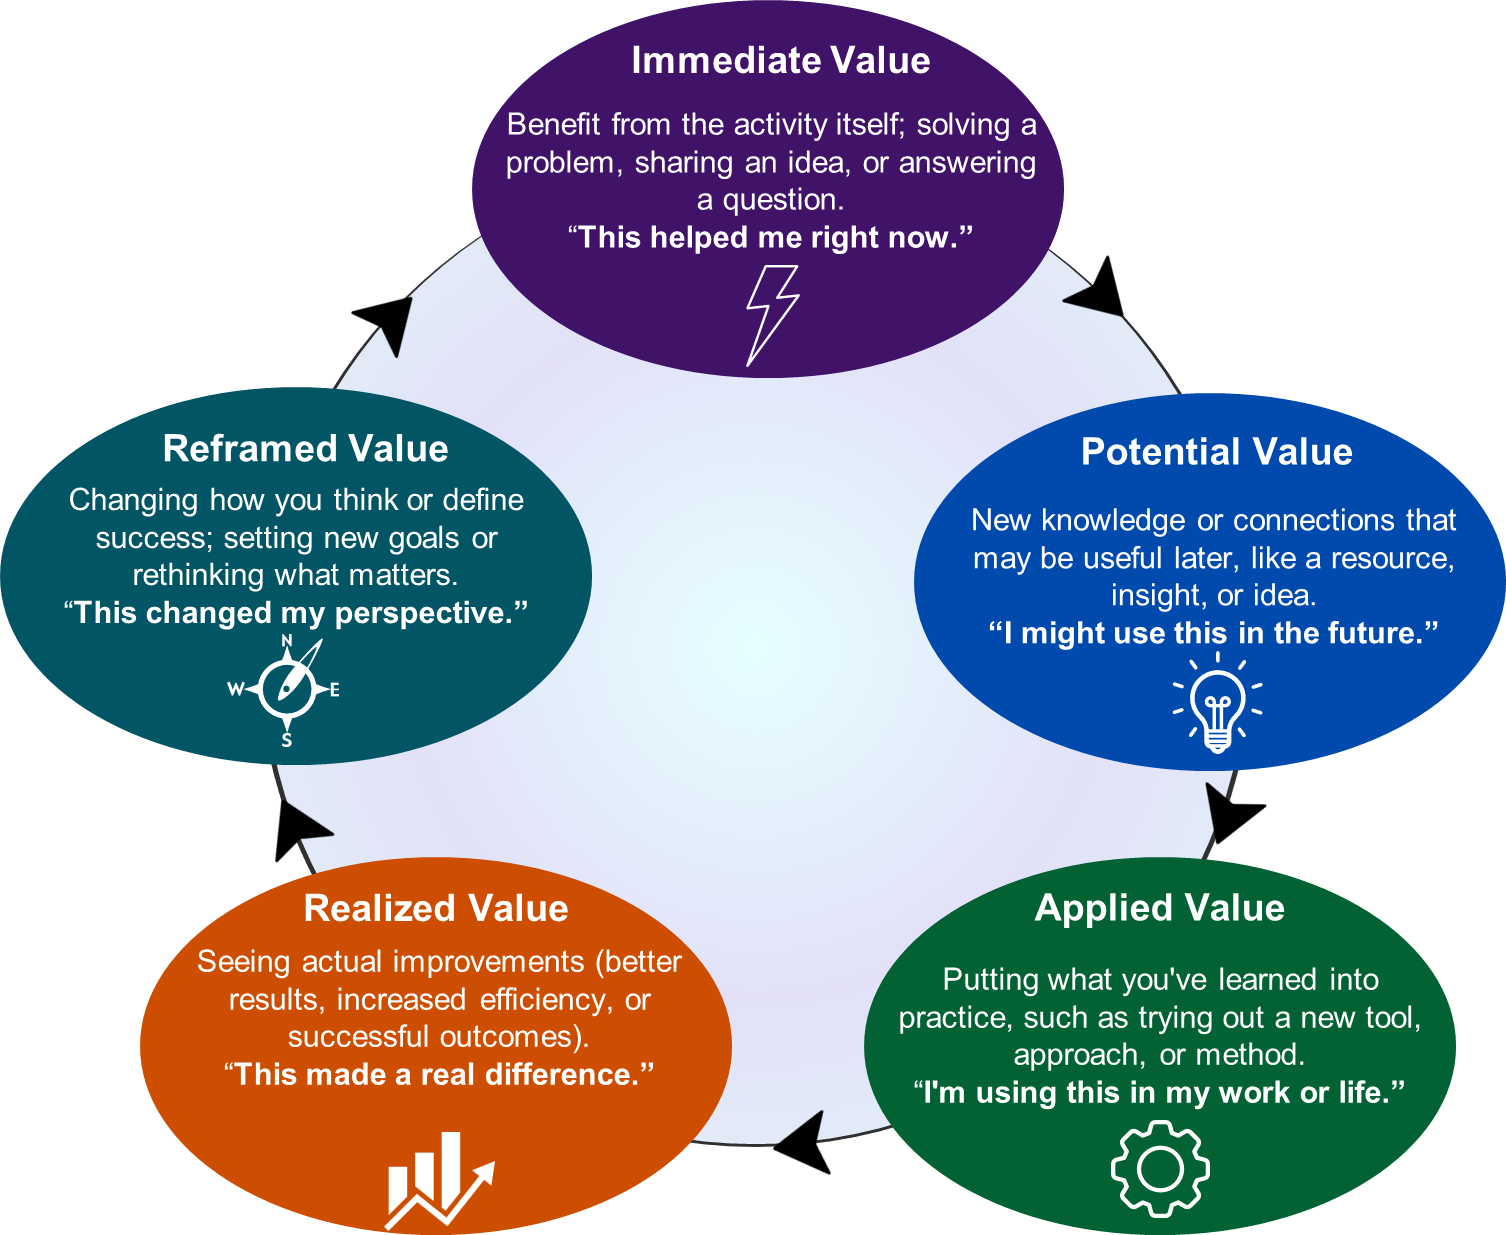 Immediate Value
Benefit from the activity itself; solving a
problem, sharing an idea, or answering
a question.
“This helped me right now.”
Potential Value
New knowledge or connections that
may be useful later, like a resource,
insight, or idea.
“I might use this in the future.”
Applied Value
Putting what you've learned into
practice, such as trying out a new tool,
approach, or method.
“I'm using this in my work or life.”
Realized Value
Seeing actual improvements (better
results, increased efficiency, or
successful outcomes).
“This made a real difference.”
Reframed Value
Changing how you think or define
success; setting new goals or
rethinking what matters.
“This changed my perspective.”
N
W E
S